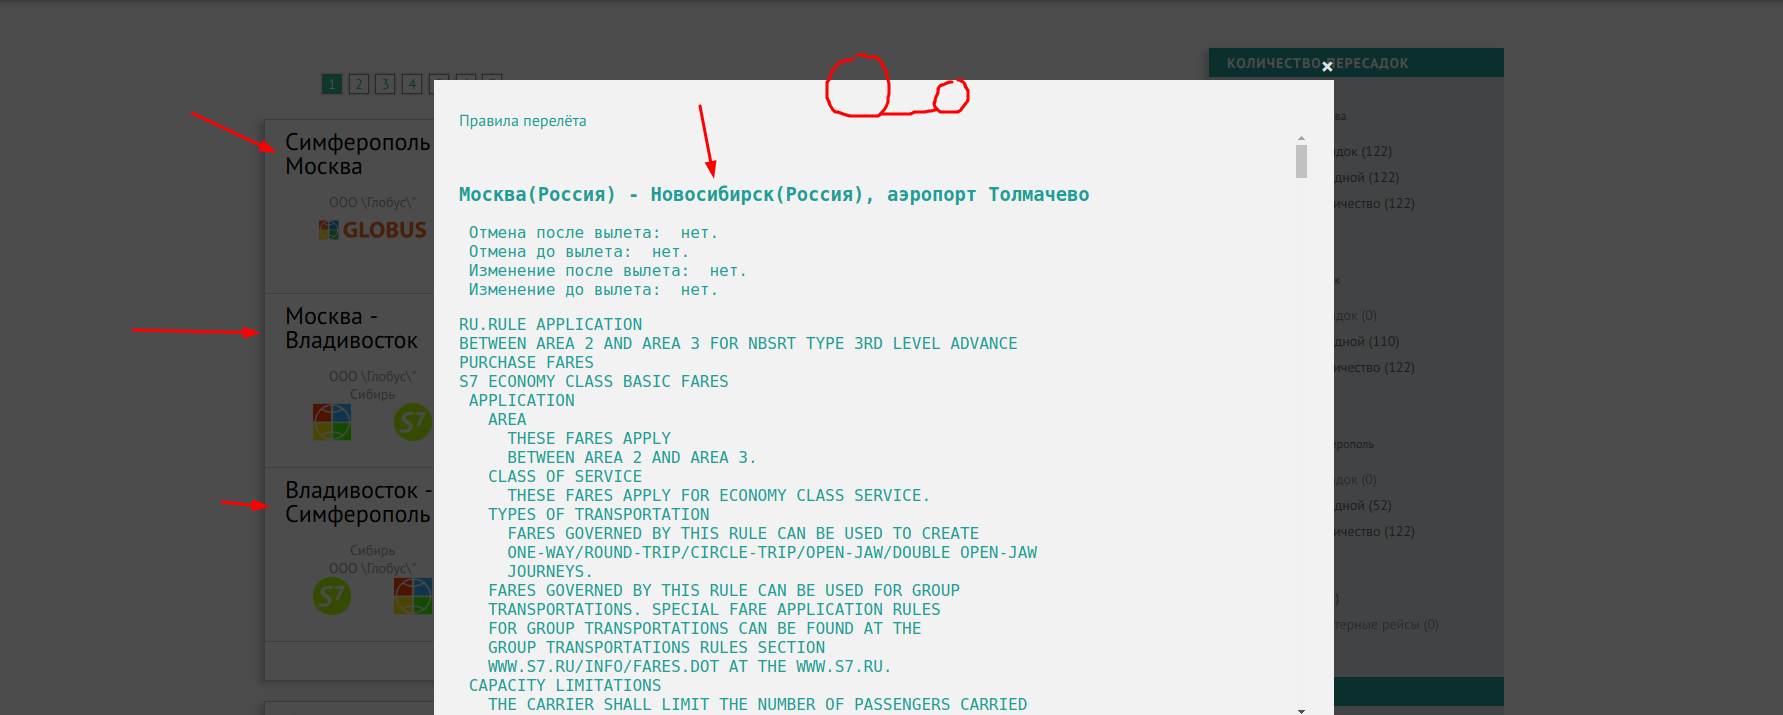 КОЛИЧЕСТВО ПЕРЕСАДОК
1 2 3 4
Симферополь
Москва
ООО \Глобус\"
GLOBUS
Москва -
Владивосток
ООО \Глобус\"
Сибирь
S7
Владивосток -
Симферополь
Сибирь
ООО \Глобус\"
S7
×
Правила перелёта
Москва(Россия) - Новосибирск(Россия), аэропорт Толмачево
Отмена после вылета:  нет.
Отмена до вылета:  нет.
Изменение после вылета:  нет.
Изменение до вылета:  нет.
RU.RULE APPLICATION
BETWEEN AREA 2 AND AREA 3 FOR NBSRT TYPE 3RD LEVEL ADVANCE
PURCHASE FARES
S7 ECONOMY CLASS BASIC FARES
APPLICATION
AREA
THESE FARES APPLY
BETWEEN AREA 2 AND AREA 3.
CLASS OF SERVICE
THESE FARES APPLY FOR ECONOMY CLASS SERVICE.
TYPES OF TRANSPORTATION
FARES GOVERNED BY THIS RULE CAN BE USED TO CREATE
ONE-WAY/ROUND-TRIP/CIRCLE-TRIP/OPEN-JAW/DOUBLE OPEN-JAW
JOURNEYS.
FARES GOVERNED BY THIS RULE CAN BE USED FOR GROUP
TRANSPORTATIONS. SPECIAL FARE APPLICATION RULES
FOR GROUP TRANSPORTATIONS CAN BE FOUND AT THE
GROUP TRANSPORTATIONS RULES SECTION
WWW.S7.RU/INFO/FARES.DOT AT THE WWW.S7.RU.
CAPACITY LIMITATIONS
THE CARRIER SHALL LIMIT THE NUMBER OF PASSENGERS CARRIED
ва
док (122)
дной (122)
ичество (122)
к
док (0)
дной (110)
ичество (122)
ерополь
док (0)
дной (52)
ичество (122)
)
терные рейсы (0)